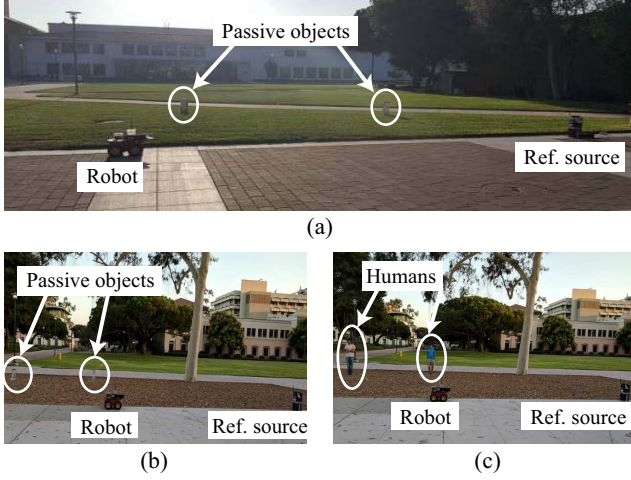 Passive objects
Robot
Ref. source
(a)
Passive objects
Robot
Ref. source
(b)
Humans
Robot
Ref. source
(c)